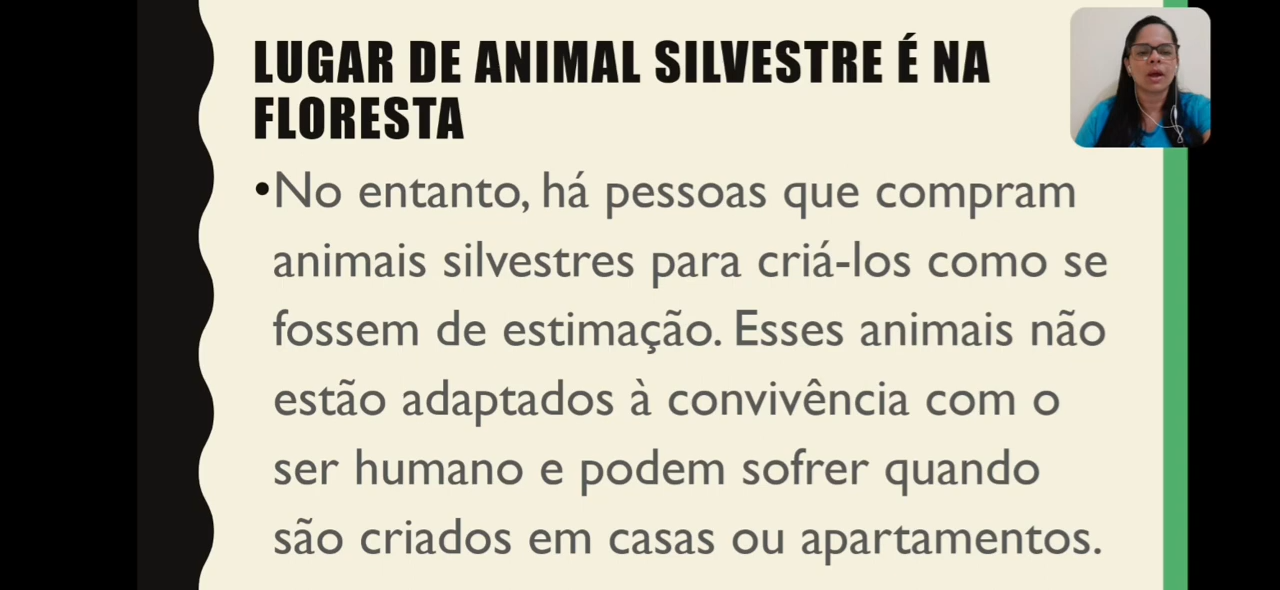 LUGAR DE ANIMAL SILVESTRE É NA
FLORESTA
•No entanto, há pessoas que compram
animais silvestres para criá-los como se
fossem de estimação. Esses animais não
estão adaptados à convivência com o
ser humano e podem sofrer quando
são criados em casas ou apartamentos.